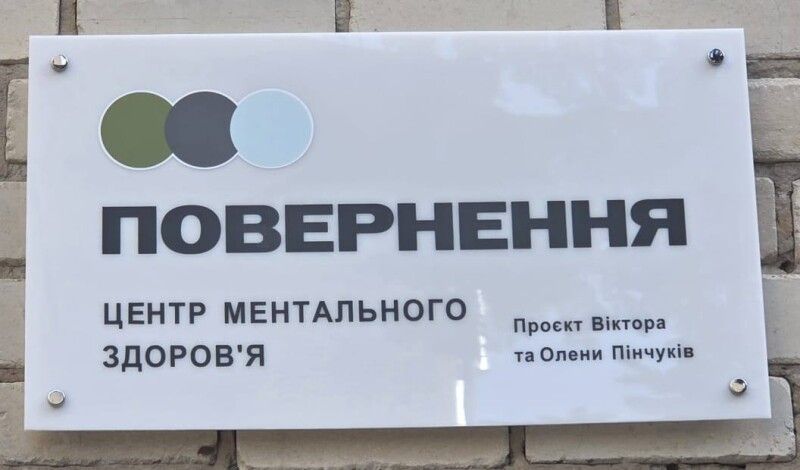 ПОВЕРНЕННЯ
ЦЕНТР МЕНТАЛЬНОГО
ЗДОРОВ'Я
Проєкт Віктора
та Олени Пінчуків